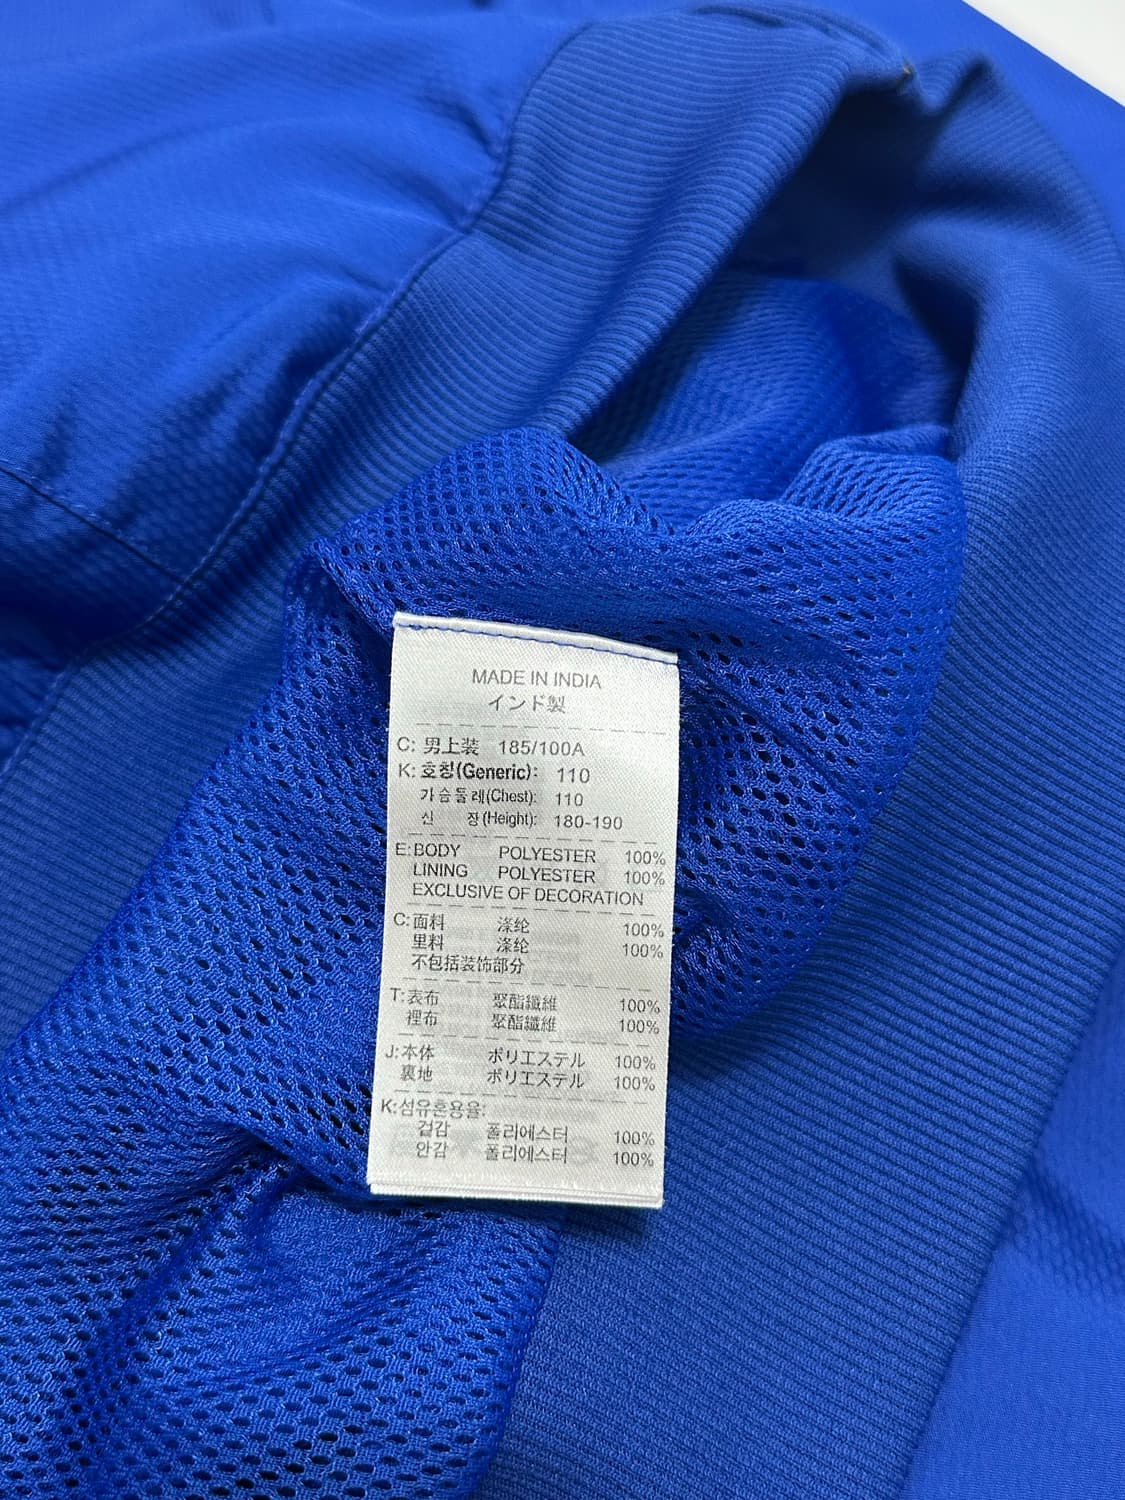 MADE IN INDIA
インド製
C: 男上装 185/100A
K: 호칭(Generic): 110
가슴둘레(Chest): 110
신 장(Height): 180-190
E: BODY POLYESTER 100%
LINING POLYESTER 100%
EXCLUSIVE OF DECORATION
C: 面料 涤纶 100%
里料 涤纶 100%
不包括装饰部分
T: 表布 聚酯纖維 100%
裡布 聚酯纖維 100%
J: 本体 ポリエステル 100%
裏地 ポリエステル 100%
K: 섬유혼용율:
겉감 폴리에스터 100%
안감 폴리에스터 100%